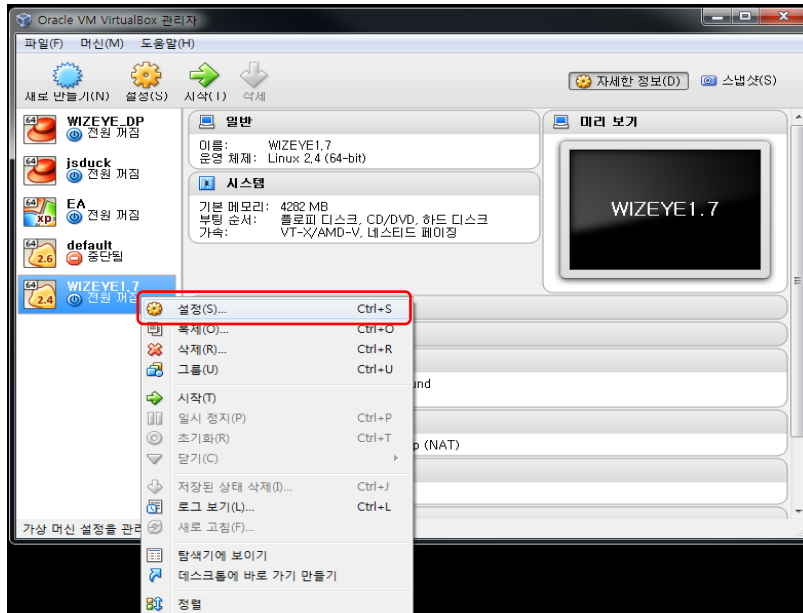 Oracle VM VirtualBox 관리자
파일(F) 머신(M) 도움말(H)
새로 만들기(N) 설정(S) 시작(T) 삭제
자세한 정보(D) 스냅샷(S)
64 WIZEYE_DP
전원 꺼짐
64 jsduck
전원 꺼짐
64 XP EA
전원 꺼짐
64 2.6 default
중단됨
64 2.4 WIZEYE1.7
전원 꺼짐
일반
이름: WIZEYE1.7
운영 체제: Linux 2.4 (64-bit)
시스템
기본 메모리: 4282 MB
부팅 순서: 플로피 디스크, CD/DVD, 하드 디스크
가속: VT-X/AMD-V, 네스티드 페이징
미리 보기
WIZEYE1.7
설정(S)... Ctrl+S
복제(O)... Ctrl+O
삭제(R)... Ctrl+R
그룹(U) Ctrl+U
시작(T)
일시 정지(P) Ctrl+P
초기화(R) Ctrl+T
닫기(C)
저장된 상태 삭제(I)... Ctrl+J
로그 보기(L)... Ctrl+L
새로 고침(F)...
탐색기에 보이기
데스크톱에 바로 가기 만들기
정렬
und
p (NAT)
가상 머신 설정을 관리